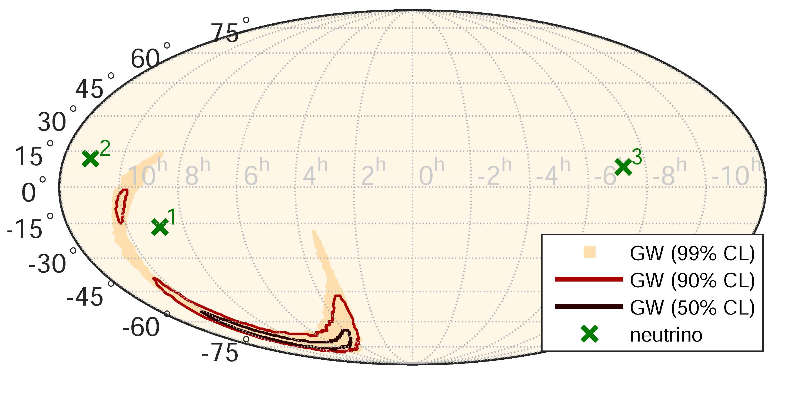 75°
60°
45°
30°
15°
0°
-15°
-30°
-45°
-60°
-75°
10h 8h 6h 4h 2h 0h -2h -4h -6h -8h -10h
2
1
3
GW (99% CL)
GW (90% CL)
GW (50% CL)
neutrino